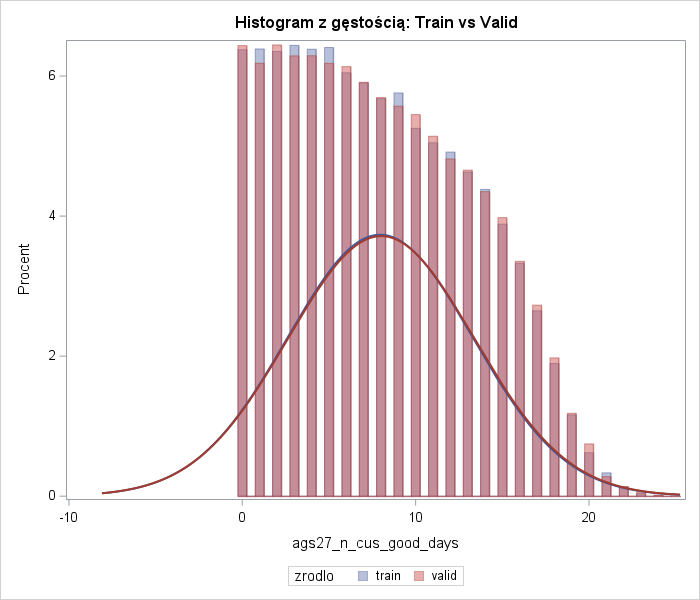 Histogram z gęstością: Train vs Valid
Procent
6
4
2
0
-10 0 10 20
ags27_n_cus_good_days
zrodlo train valid